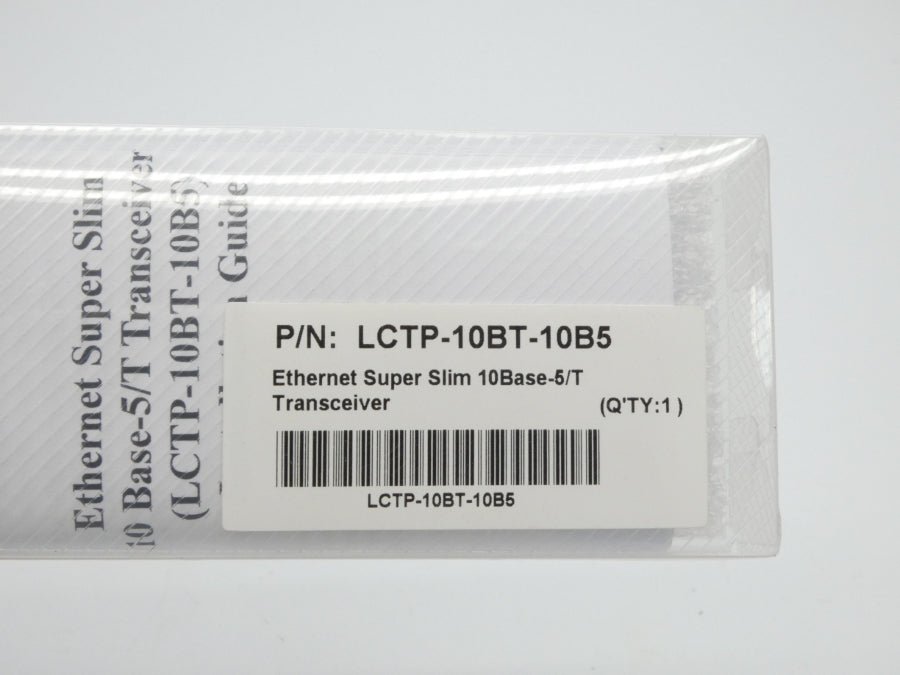 Ethernet Super Slim
10 Base-5/T Transceiver
(LCTP-10BT-10B5)
Guide
P/N: LCTP-10BT-10B5
Ethernet Super Slim 10Base-5/T
Transceiver
(Q'TY:1 )
LCTP-10BT-10B5